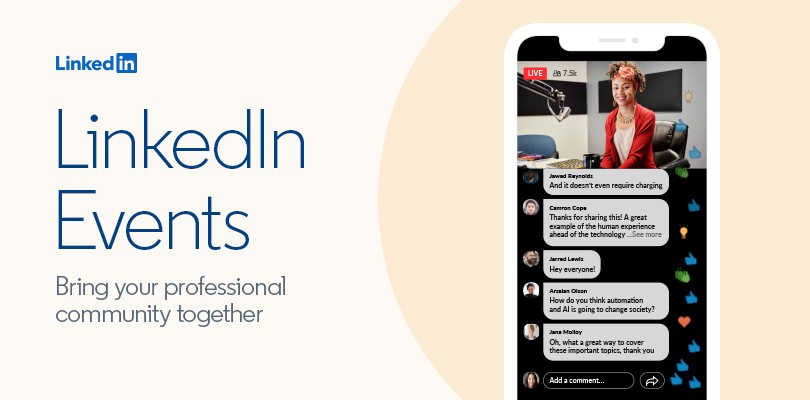 LinkedIn
LinkedIn
Events
Bring your professional
community together
LIVE 7.5k
Jawad Reynolds
And it doesn't even require charging
Camron Cope
Thanks for sharing this! A great
example of the human experience
ahead of the technology ...See more
Jarred Lewis
Hey everyone!
Arzalan Olson
How do you think automation
and AI is going to change society?
Jana Molloy
Oh, what a great way to cover
these important topics, thank you
Add a comment...